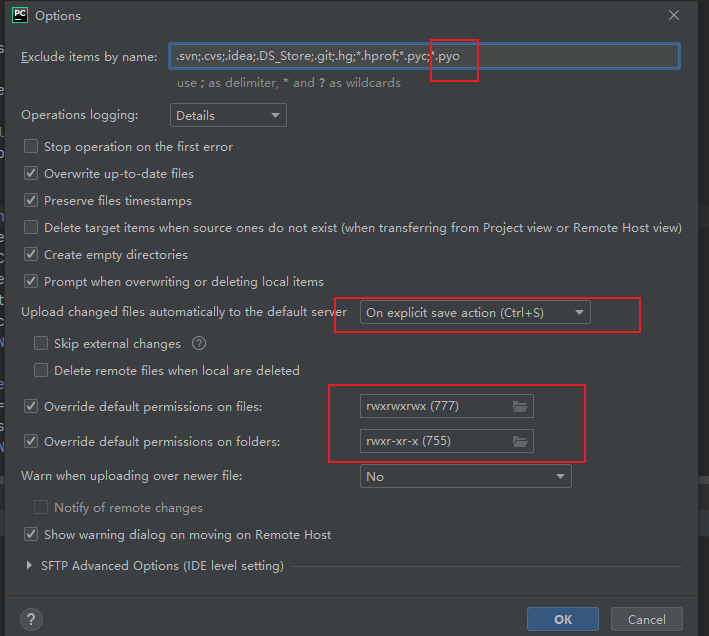 PC
Options
Exclude items by name: .svn;.cvs;.idea;.DS_Store;.git;.hg;*.hprof;*.pyc;*.pyo
use ; as delimiter, * and ? as wildcards
Operations logging: Details
Stop operation on the first error
Overwrite up-to-date files
Preserve files timestamps
Delete target items when source ones do not exist (when transferring from Project view or Remote Host view)
Create empty directories
Prompt when overwriting or deleting local items
Upload changed files automatically to the default server On explicit save action (Ctrl+S)
Skip external changes ?
Delete remote files when local are deleted
Override default permissions on files: rwxrwxrwx (777)
Override default permissions on folders: rwxr-xr-x (755)
Warn when uploading over newer file: No
Notify of remote changes
Show warning dialog on moving on Remote Host
SFTP Advanced Options (IDE level setting)
? OK Cancel